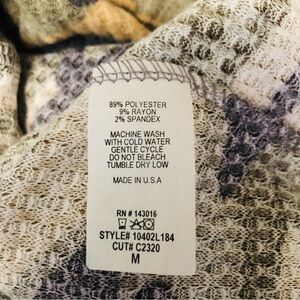 89% POLYESTER
9% RAYON
2% SPANDEX
MACHINE WASH
WITH COLD WATER
GENTLE CYCLE
DO NOT BLEACH
TUMBLE DRY LOW
MADE IN U.S.A
RN # 143016
STYLE# 10402L184
CUT# C2320
M